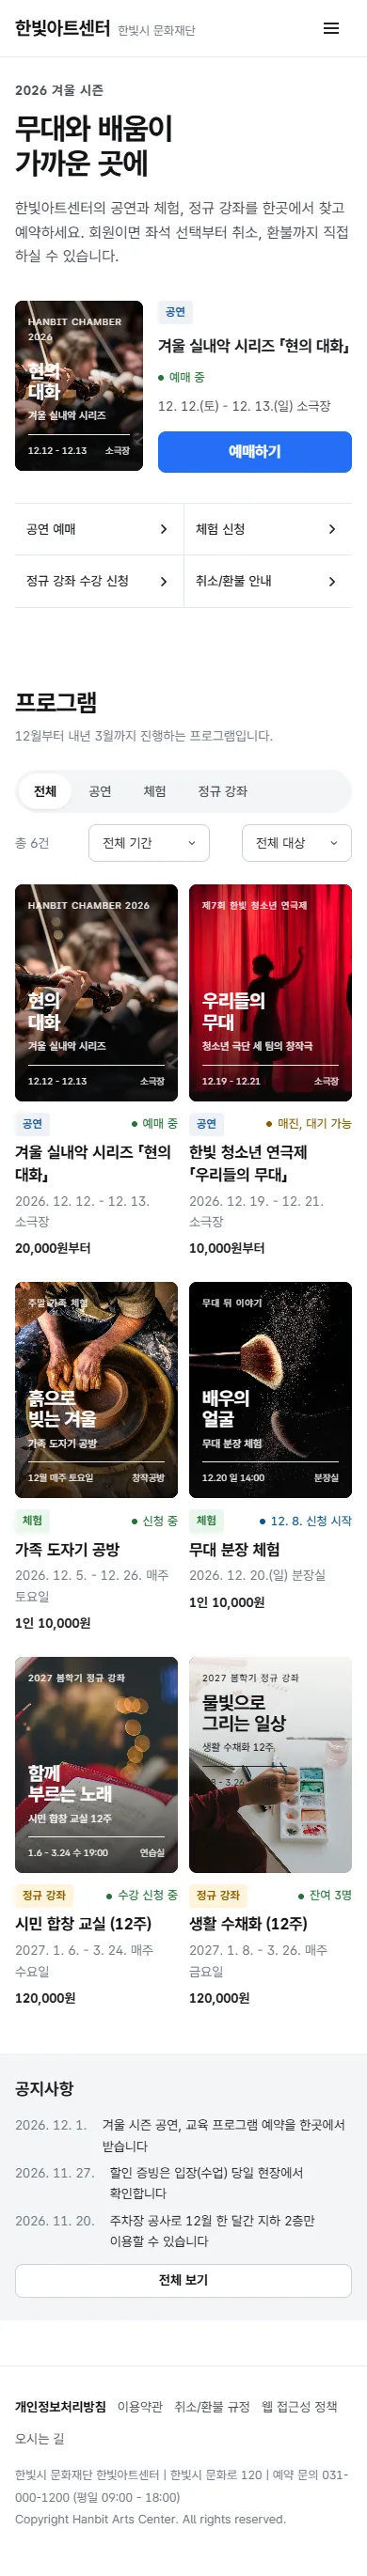 한빛아트센터 한빛시 문화재단
2026 겨울 시즌
무대와 배움이
가까운 곳에
한빛아트센터의 공연과 체험, 정규 강좌를 한곳에서 찾고
예약하세요. 회원이면 좌석 선택부터 취소, 환불까지 직접
하실 수 있습니다.
HANBIT CHAMBER
2026
현의
대화
겨울 실내악 시리즈
12.12 - 12.13 소극장
공연
겨울 실내악 시리즈 「현의 대화」
예매 중
12. 12.(토) - 12. 13.(일) 소극장
예매하기
공연 예매
체험 신청
정규 강좌 수강 신청
취소/환불 안내
프로그램
12월부터 내년 3월까지 진행하는 프로그램입니다.
전체 공연 체험 정규 강좌
총 6건 전체 기간 전체 대상
HANBIT CHAMBER 2026
현의
대화
겨울 실내악 시리즈
12.12 - 12.13 소극장
공연 예매 중
겨울 실내악 시리즈 「현의
대화」
2026. 12. 12. - 12. 13.
소극장
20,000원부터
제7회 한빛 청소년 연극제
우리들의
무대
청소년 극단 세 팀의 창작극
12.19 - 12.21 소극장
공연 매진, 대기 가능
한빛 청소년 연극제
「우리들의 무대」
2026. 12. 19. - 12. 21.
소극장
10,000원부터
주말 가족 체험
흙으로
빚는 겨울
가족 도자기 공방
12월 매주 토요일 창작공방
체험 신청 중
가족 도자기 공방
2026. 12. 5. - 12. 26. 매주
토요일
1인 10,000원
무대 뒤 이야기
배우의
얼굴
무대 분장 체험
12.20 일 14:00 분장실
체험 12. 8. 신청 시작
무대 분장 체험
2026. 12. 20.(일) 분장실
1인 10,000원
2027 봄학기 정규 강좌
함께
부르는 노래
시민 합창 교실 12주
1.6 - 3.24 수 19:00 연습실
정규 강좌 수강 신청 중
시민 합창 교실 (12주)
2027. 1. 6. - 3. 24. 매주
수요일
120,000원
2027 봄학기 정규 강좌
물빛으로
그리는 일상
생활 수채화 12주
- 3.26
정규 강좌 잔여 3명
생활 수채화 (12주)
2027. 1. 8. - 3. 26. 매주
금요일
120,000원
공지사항
2026. 12. 1. 겨울 시즌 공연, 교육 프로그램 예약을 한곳에서
받습니다
2026. 11. 27. 할인 증빙은 입장(수업) 당일 현장에서
확인합니다
2026. 11. 20. 주차장 공사로 12월 한 달간 지하 2층만
이용할 수 있습니다
전체 보기
개인정보처리방침 이용약관 취소/환불 규정 웹 접근성 정책
오시는 길
한빛시 문화재단 한빛아트센터 | 한빛시 문화로 120 | 예약 문의 031-
000-1200 (평일 09:00 - 18:00)
Copyright Hanbit Arts Center. All rights reserved.